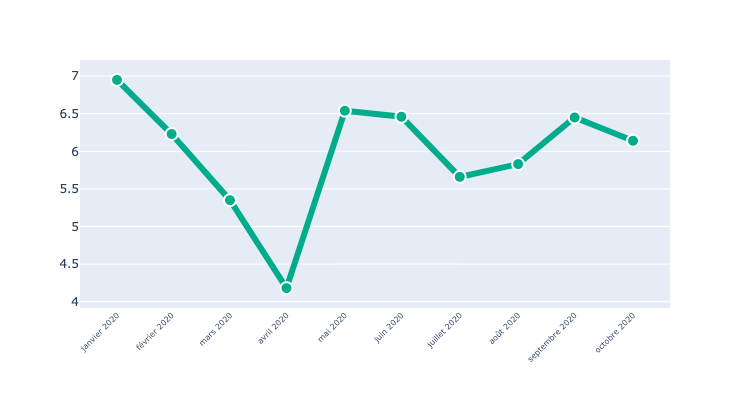 7
6.5
6
5.5
5
4.5
4
janvier 2020
février 2020
mars 2020
avril 2020
mai 2020
juin 2020
juillet 2020
août 2020
septembre 2020
octobre 2020